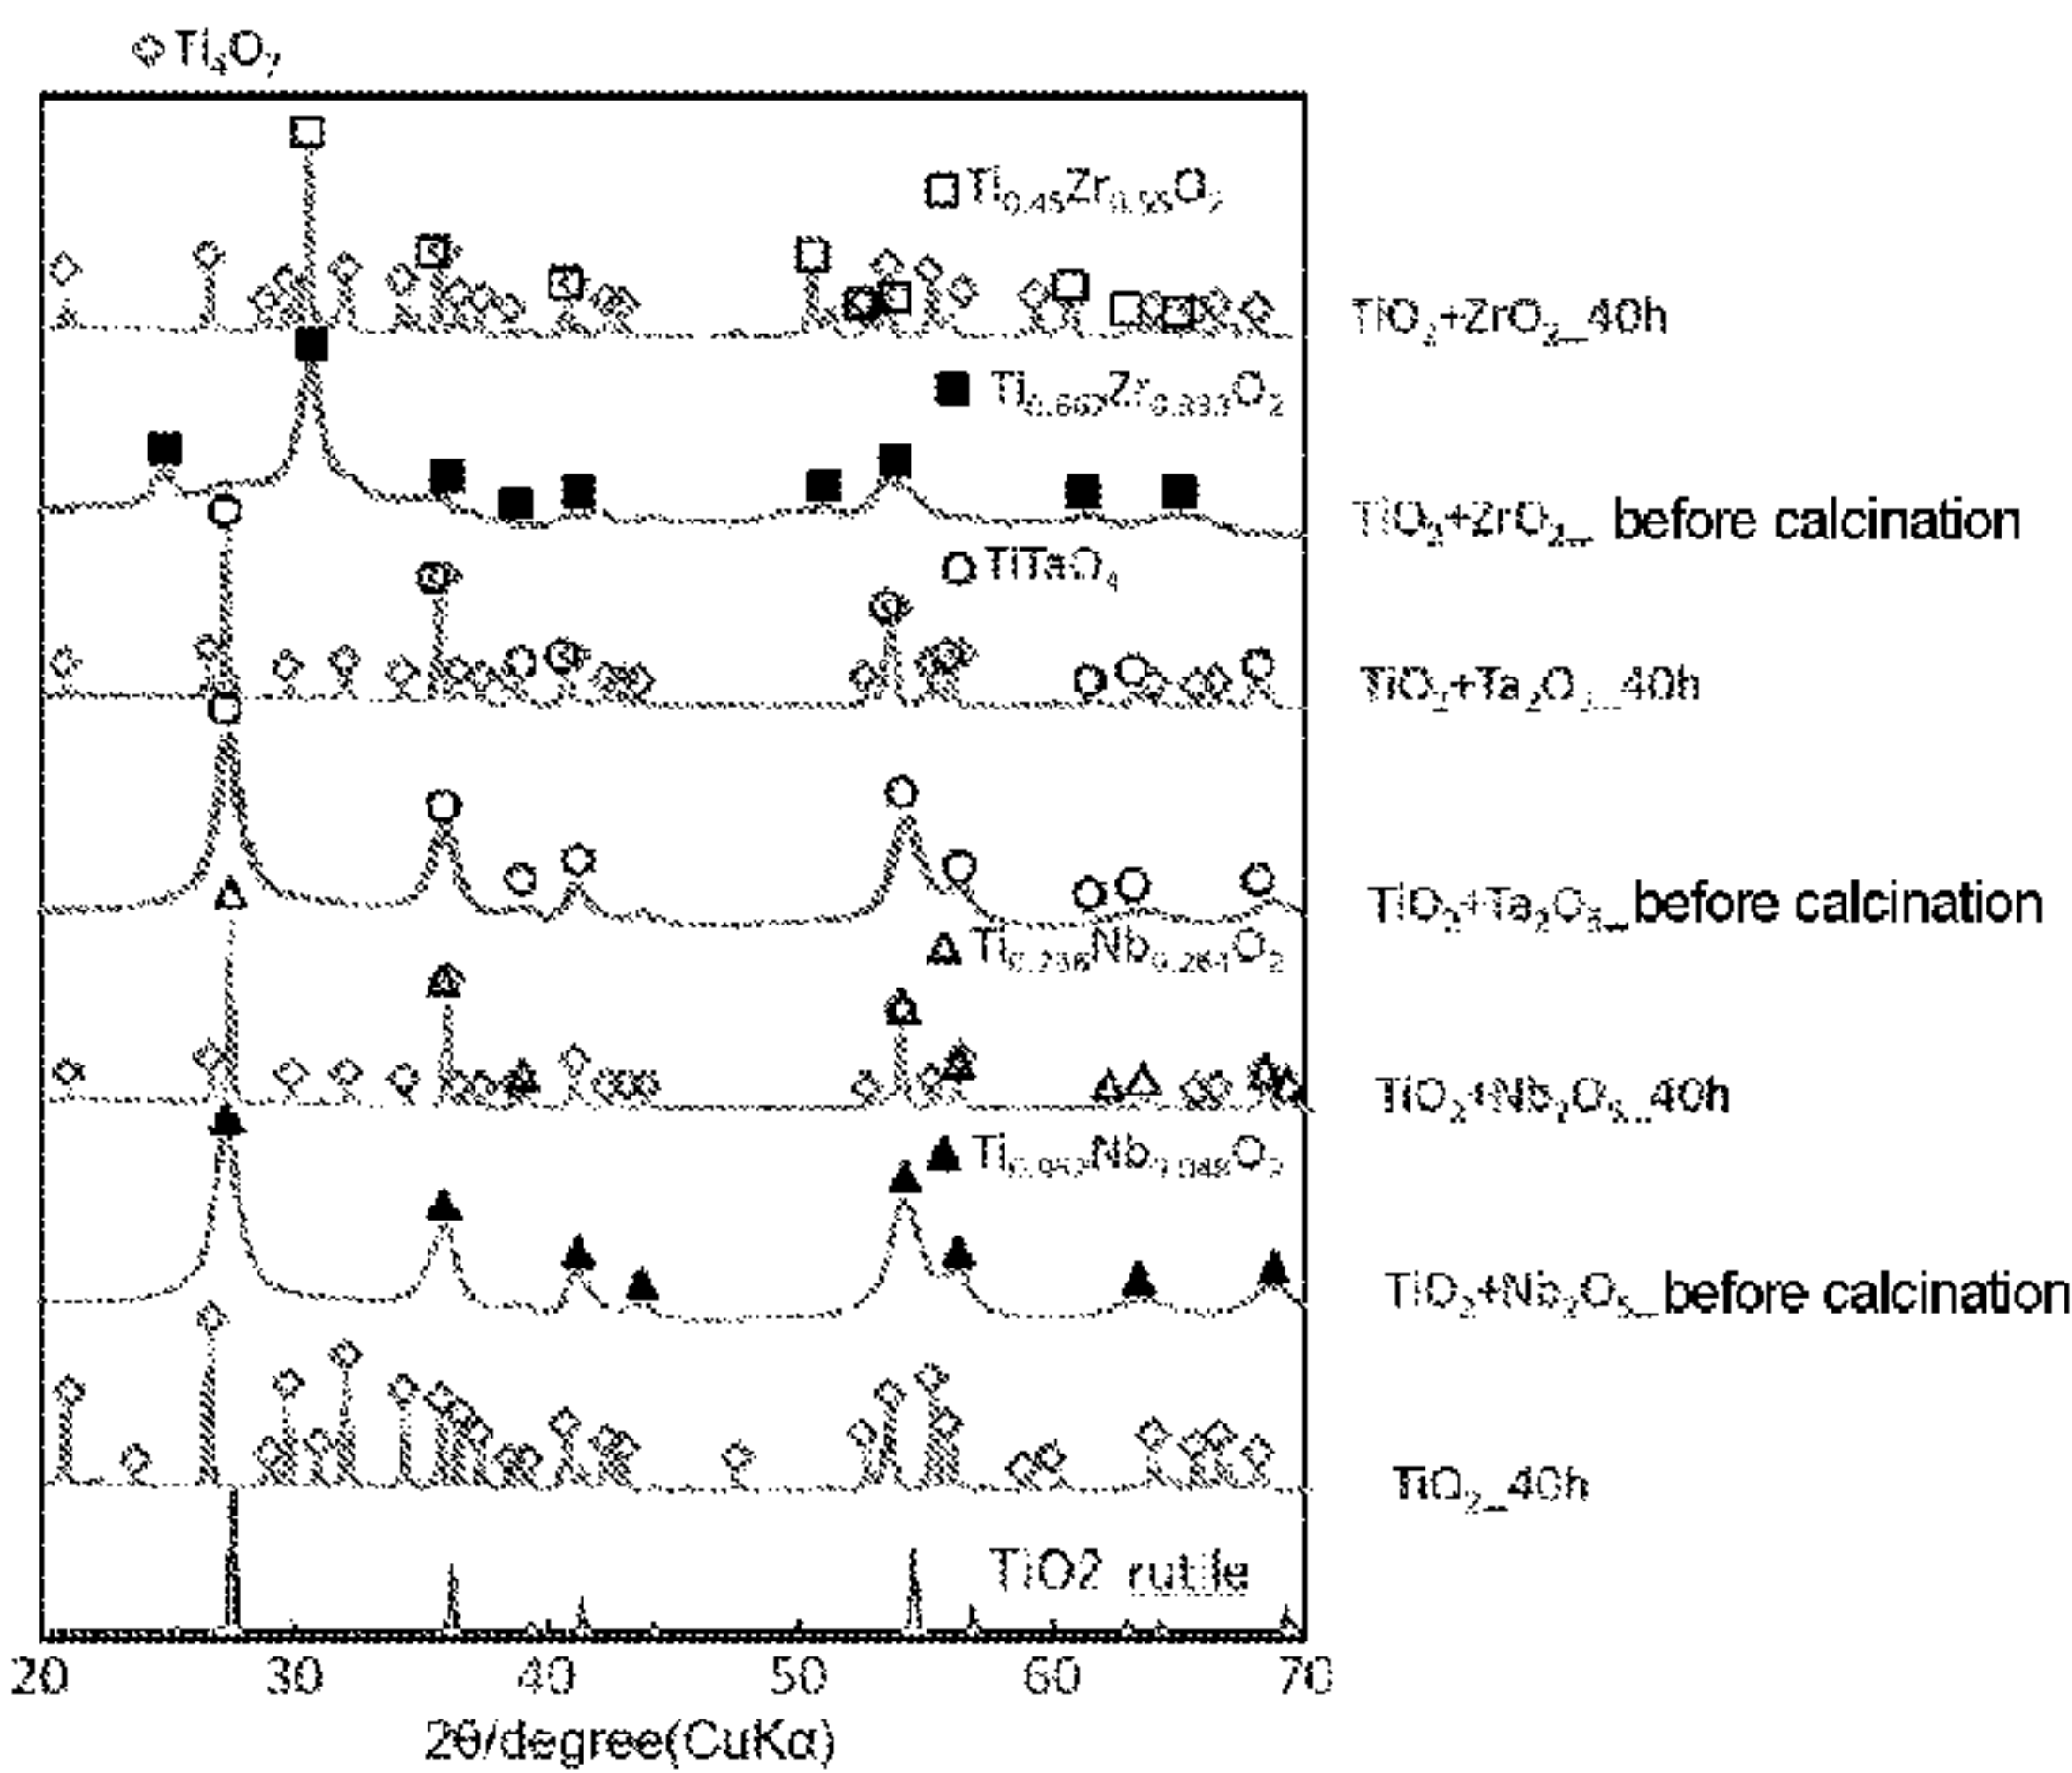 ◇ Ti₄O₇
□ Ti₀.₄₅Zr₀.₅₅O₂
TiO₂+ZrO₂_40h
■ Ti₀.₆₆₇Zr₀.₃₃₃O₂
TiO₂+ZrO₂_ before calcination
○ TiTaO₄
TiO₂+Ta₂O₅_40h
TiO₂+Ta₂O₅_before calcination
TiO₂+Nb₂O₅_40h
TiO₂+Nb₂O₅_before calcination
TiO₂_40h
TiO2 rutile
20 30 40 50 60 70
2θ/degree(CuKα)